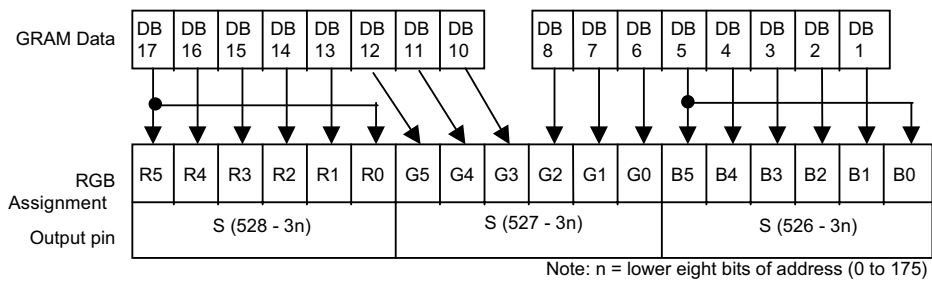 GRAM Data DB 17 DB 16 DB 15 DB 14 DB 13 DB 12 DB 11 DB 10 DB 8 DB 7 DB 6 DB 5 DB 4 DB 3 DB 2 DB 1
RGB Assignment R5 R4 R3 R2 R1 R0 G5 G4 G3 G2 G1 G0 B5 B4 B3 B2 B1 B0
Output pin S (528 - 3n) S (527 - 3n) S (526 - 3n)
Note: n = lower eight bits of address (0 to 175)